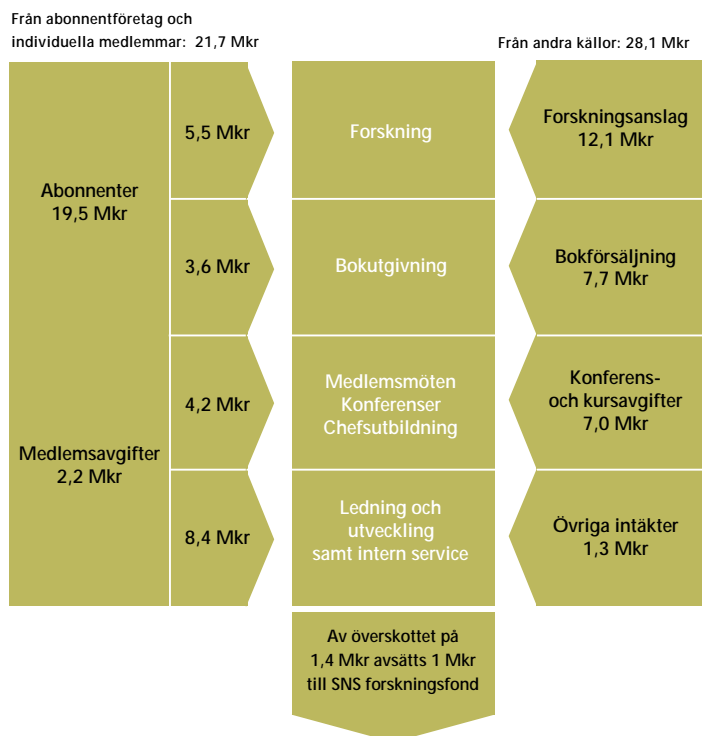 Från abonnentföretag och
individuella medlemmar: 21,7 Mkr
Från andra källor: 28,1 Mkr
Abonnenter
19,5 Mkr
Medlemsavgifter
2,2 Mkr
5,5 Mkr
Forskning
Forskningsanslag
12,1 Mkr
3,6 Mkr
Bokutgivning
Bokförsäljning
7,7 Mkr
4,2 Mkr
Medlemsmöten
Konferenser
Chefsutbildning
Konferens-
och kursavgifter
7,0 Mkr
8,4 Mkr
Ledning och
utveckling
samt intern service
Övriga intäkter
1,3 Mkr
Av överskottet på
1,4 Mkr avsätts 1 Mkr
till SNS forskningsfond